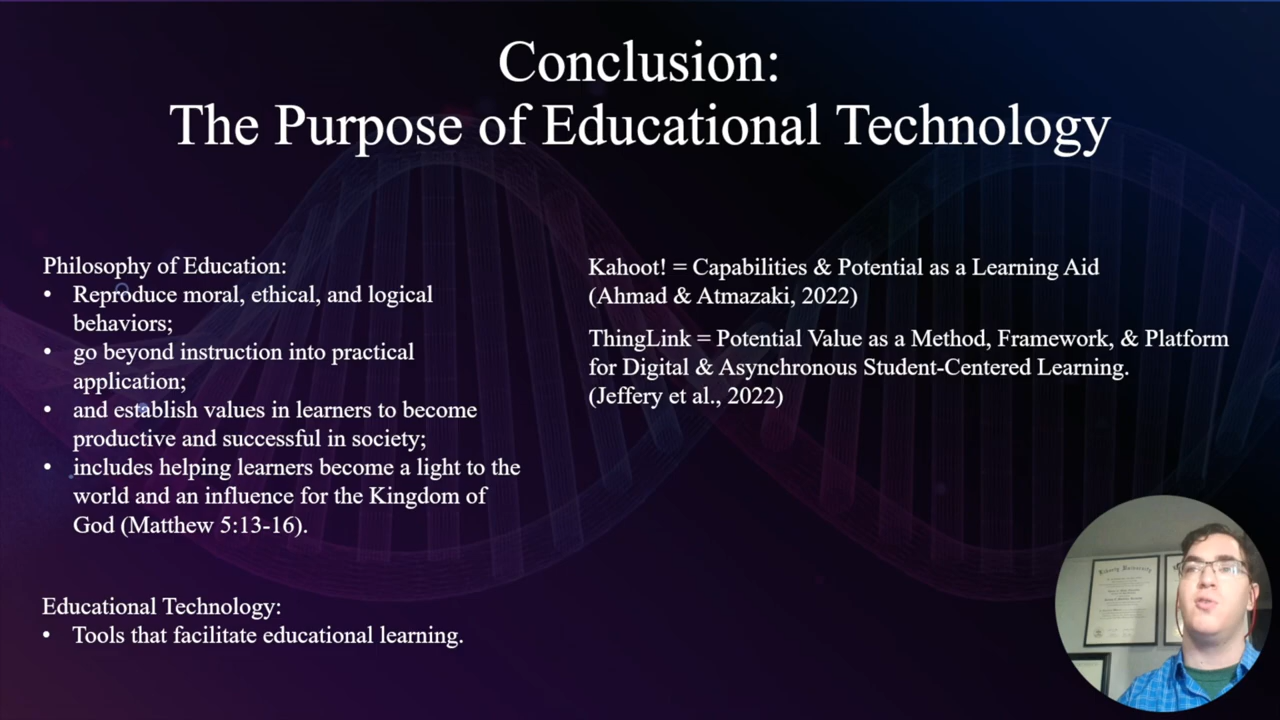 Conclusion:
The Purpose of Educational Technology
Philosophy of Education:
• Reproduce moral, ethical, and logical
behaviors;
• go beyond instruction into practical
application;
• and establish values in learners to become
productive and successful in society;
• includes helping learners become a light to the
world and an influence for the Kingdom of
God (Matthew 5:13-16).
Educational Technology:
• Tools that facilitate educational learning.
Kahoot! = Capabilities & Potential as a Learning Aid
(Ahmad & Atmazaki, 2022)
ThingLink = Potential Value as a Method, Framework, & Platform
for Digital & Asynchronous Student-Centered Learning.
(Jeffery et al., 2022)
Liberty University